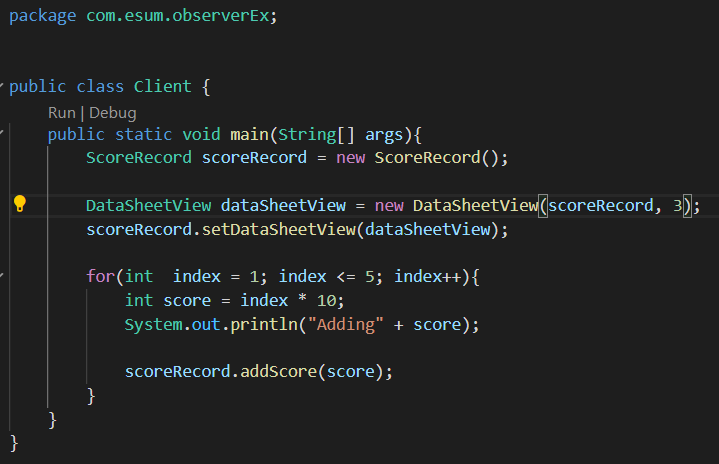 package com.esum.observerEx;
public class Client {
Run | Debug
public static void main(String[] args){
ScoreRecord scoreRecord = new ScoreRecord();
DataSheetView dataSheetView = new DataSheetView(scoreRecord, 3);
scoreRecord.setDataSheetView(dataSheetView);
for(int  index = 1; index <= 5; index++){
int score = index * 10;
System.out.println("Adding" + score);
scoreRecord.addScore(score);
}
}
}